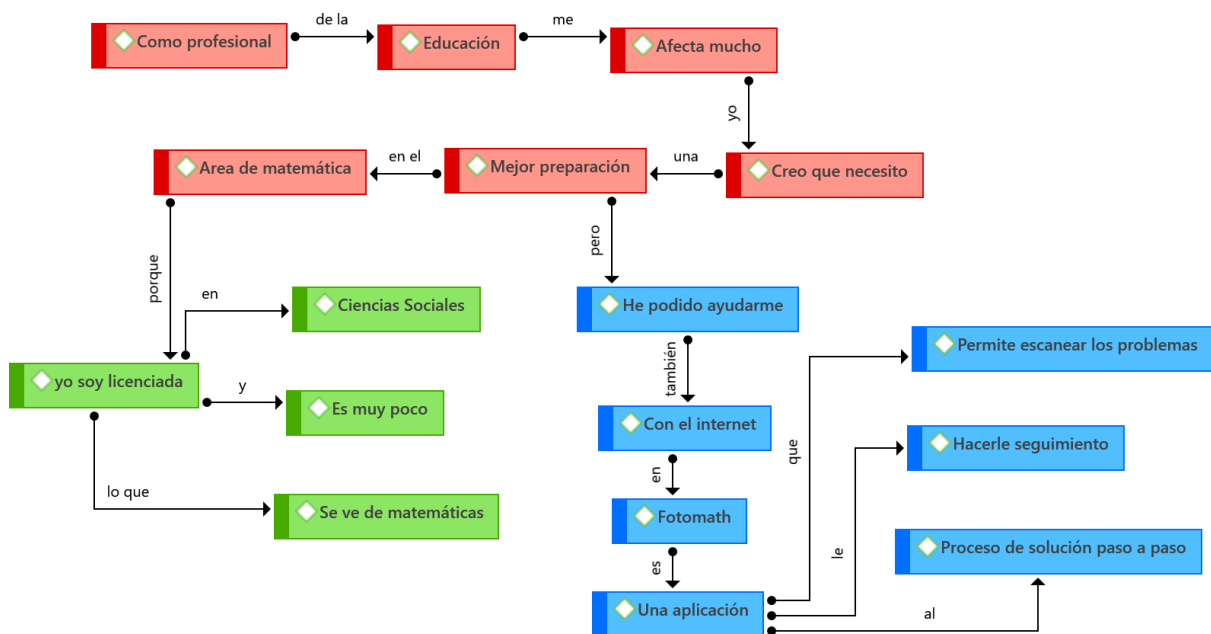 de la
me
Como profesional
Educación
Afecta mucho
yo
en el
una
Area de matemática
Mejor preparación
Creo que necesito
porque
pero
en
Ciencias Sociales
He podido ayudarme
Permite escanear los problemas
también
yo soy licenciada
y
Es muy poco
Con el internet
que
Hacerle seguimiento
en
lo que
Se ve de matemáticas
Fotomath
le
Proceso de solución paso a paso
es
Una aplicación
al